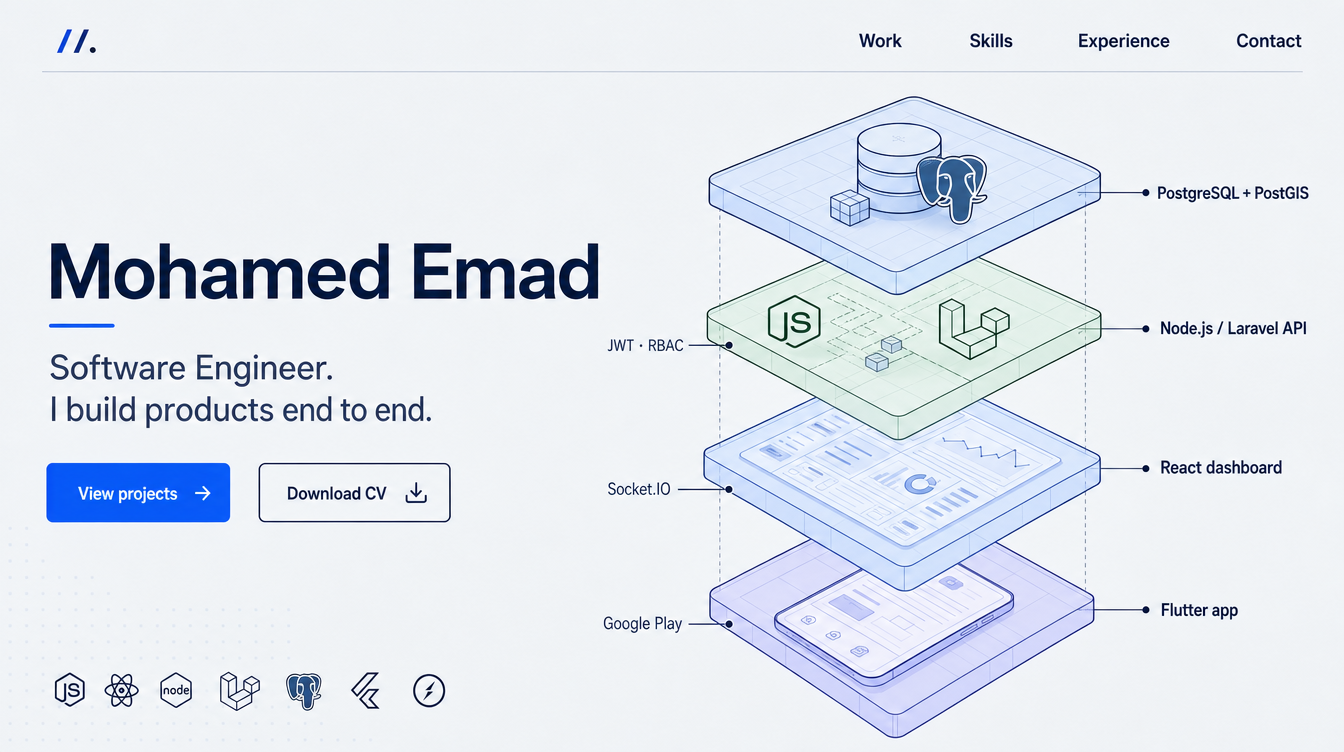 //.
Work
Skills
Experience
Contact
Mohamed Emad
Software Engineer.
I build products end to end.
View projects →
Download CV
JS
node
PostgreSQL + PostGIS
JS
Node.js / Laravel API
JWT · RBAC
React dashboard
Socket.IO
Flutter app
Google Play